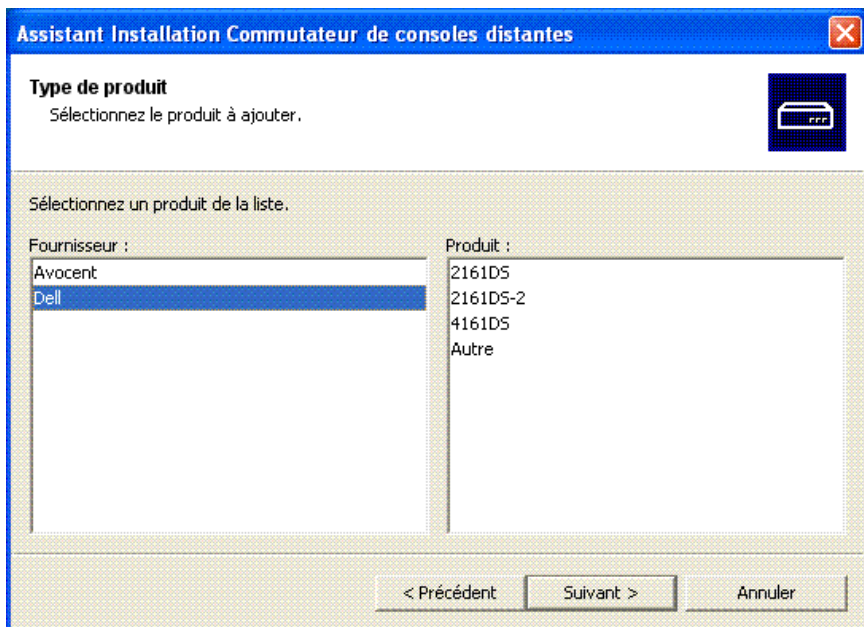 Assistant Installation Commutateur de consoles distantes
Type de produit
Sélectionnez le produit à ajouter.
Sélectionnez un produit de la liste.
Fournisseur :
Avocent
Dell
Produit :
2161DS
2161DS-2
4161DS
Autre
< Précédent
Suivant >
Annuler